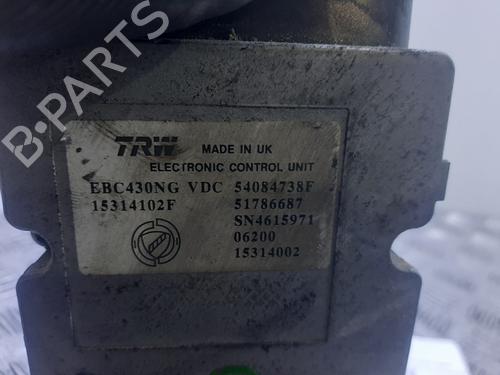 B-PARTS
TRW MADE IN UK
ELECTRONIC CONTROL UNIT
EBC430NG VDC 54084738F
15314102F 51786687
SN4615971
06200
15314002